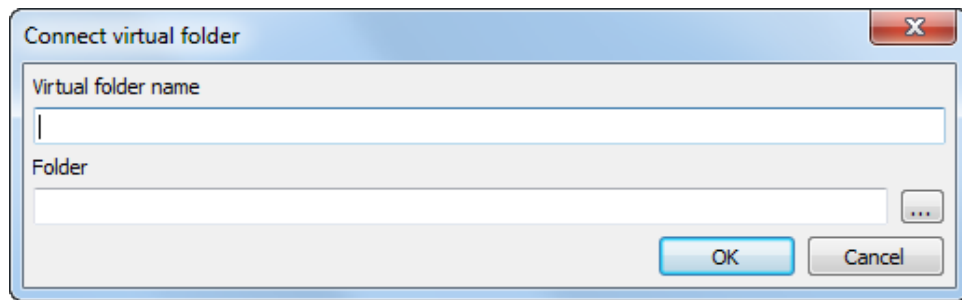 Connect virtual folder
Virtual folder name
Folder
...
OK Cancel